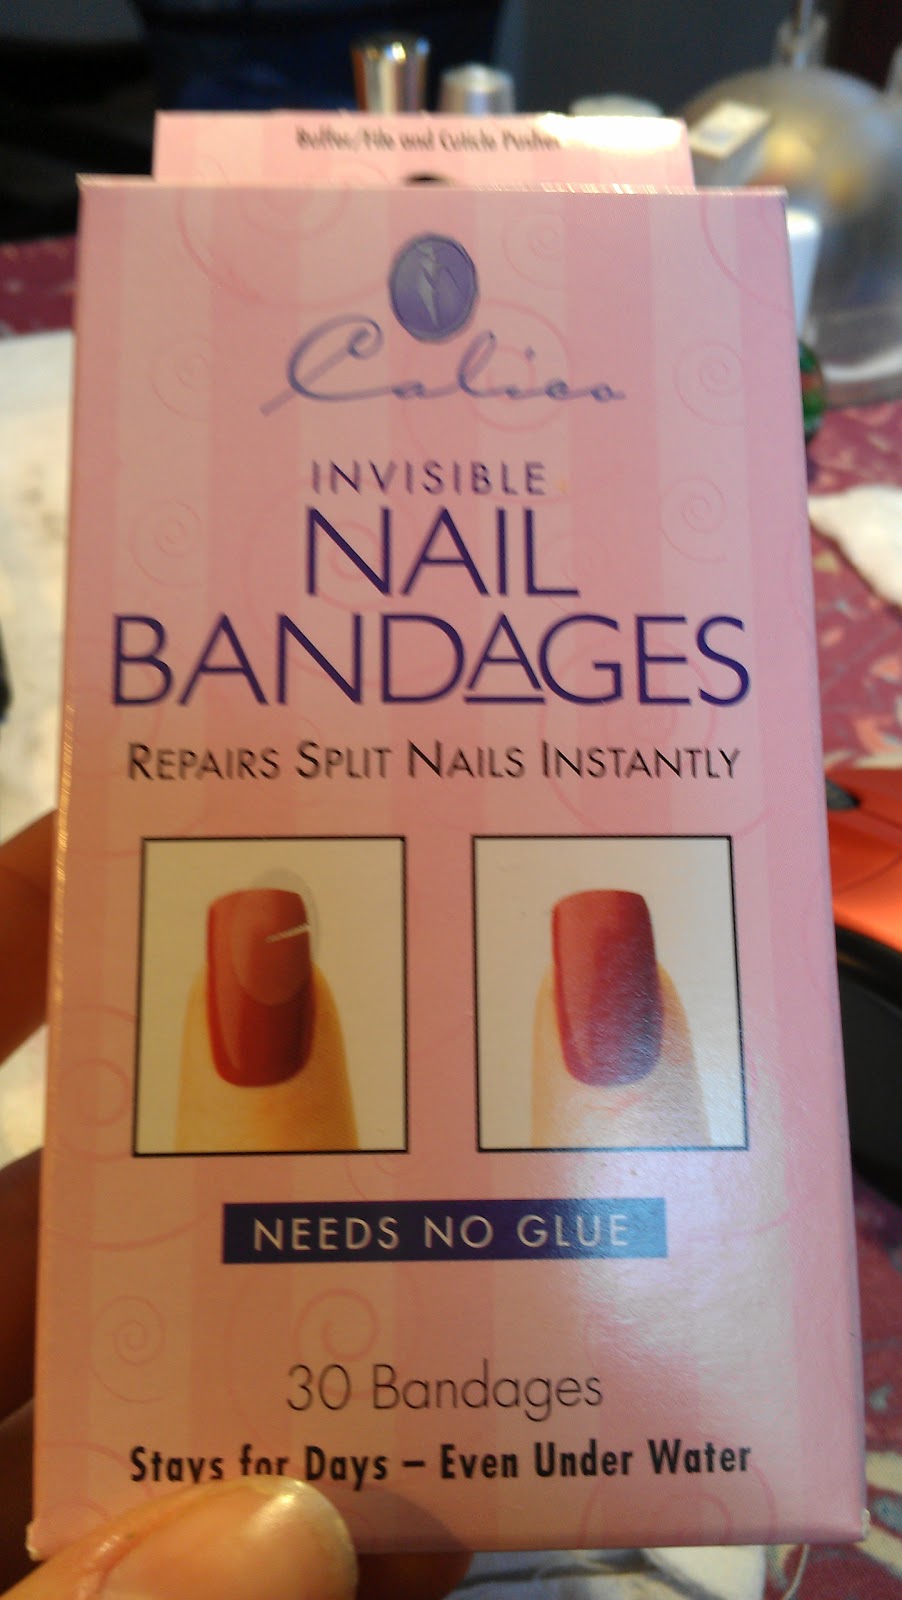 Buffer/File and Cuticle Pusher
Calico
INVISIBLE
NAIL
BANDAGES
REPAIRS SPLIT NAILS INSTANTLY
NEEDS NO GLUE
30 Bandages
Stays for Days – Even Under Water